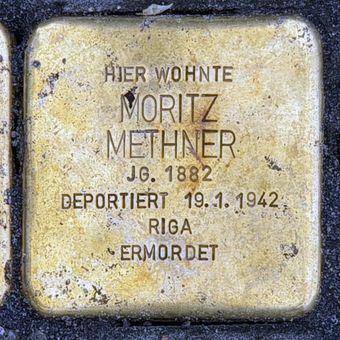 HIER WOHNTE
MORITZ
METHNER
JG. 1882
DEPORTIERT 19.1.1942
RIGA
ERMORDET